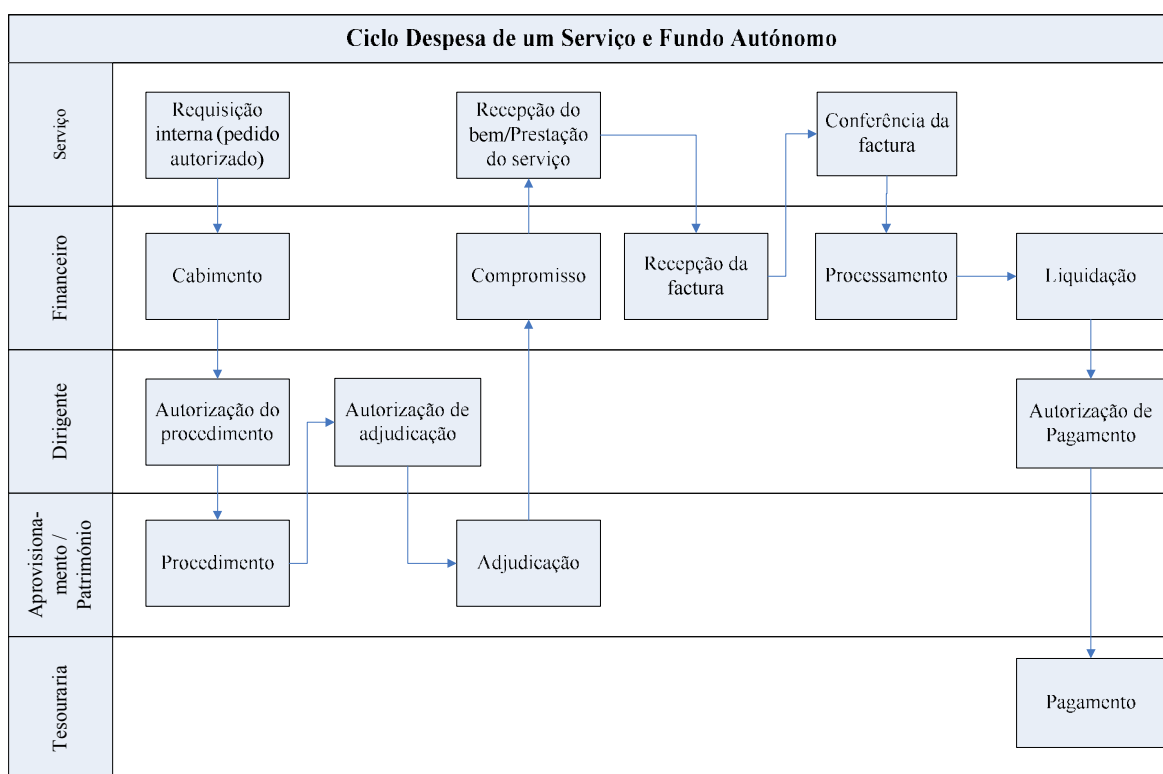 Ciclo Despesa de um Serviço e Fundo Autónomo
Serviço
Requisição
interna (pedido
autorizado)
Recepção do
bem/Prestação
do serviço
Conferência da
factura
Financeiro
Cabimento
Compromisso
Recepção da
factura
Processamento
Liquidação
Dirigente
Autorização do
procedimento
Autorização de
adjudicação
Autorização de
Pagamento
Aprovisiona-
mento /
Património
Procedimento
Adjudicação
Tesouraria
Pagamento